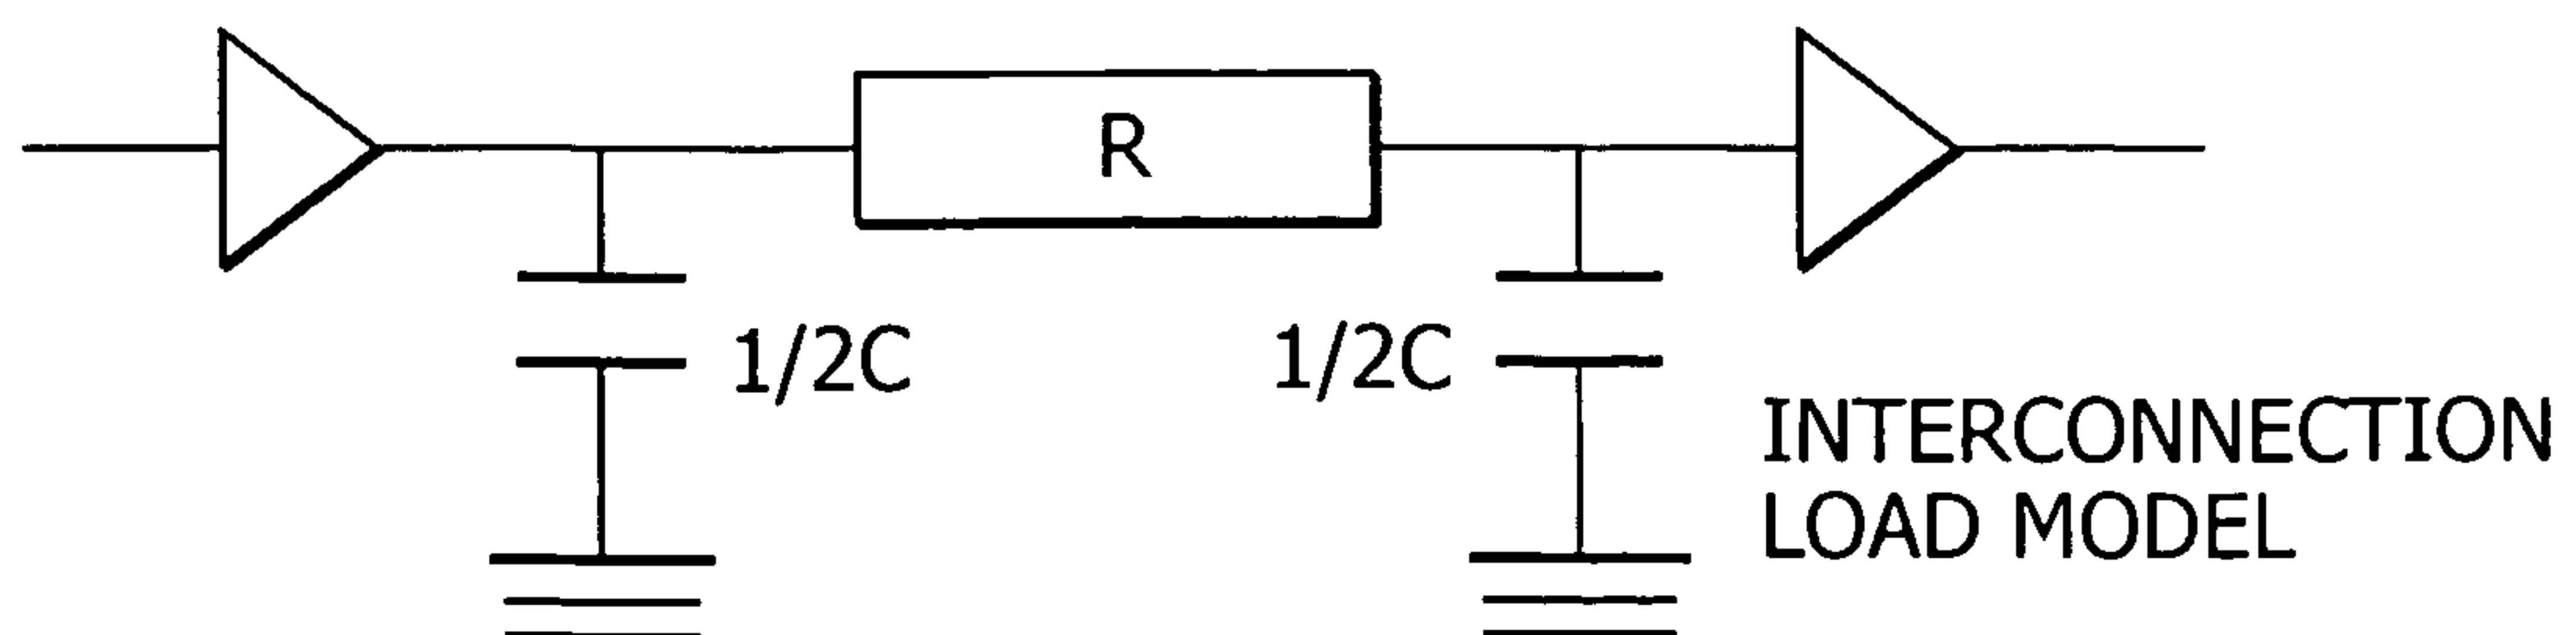 R
1/2C
1/2C
INTERCONNECTION
LOAD MODEL